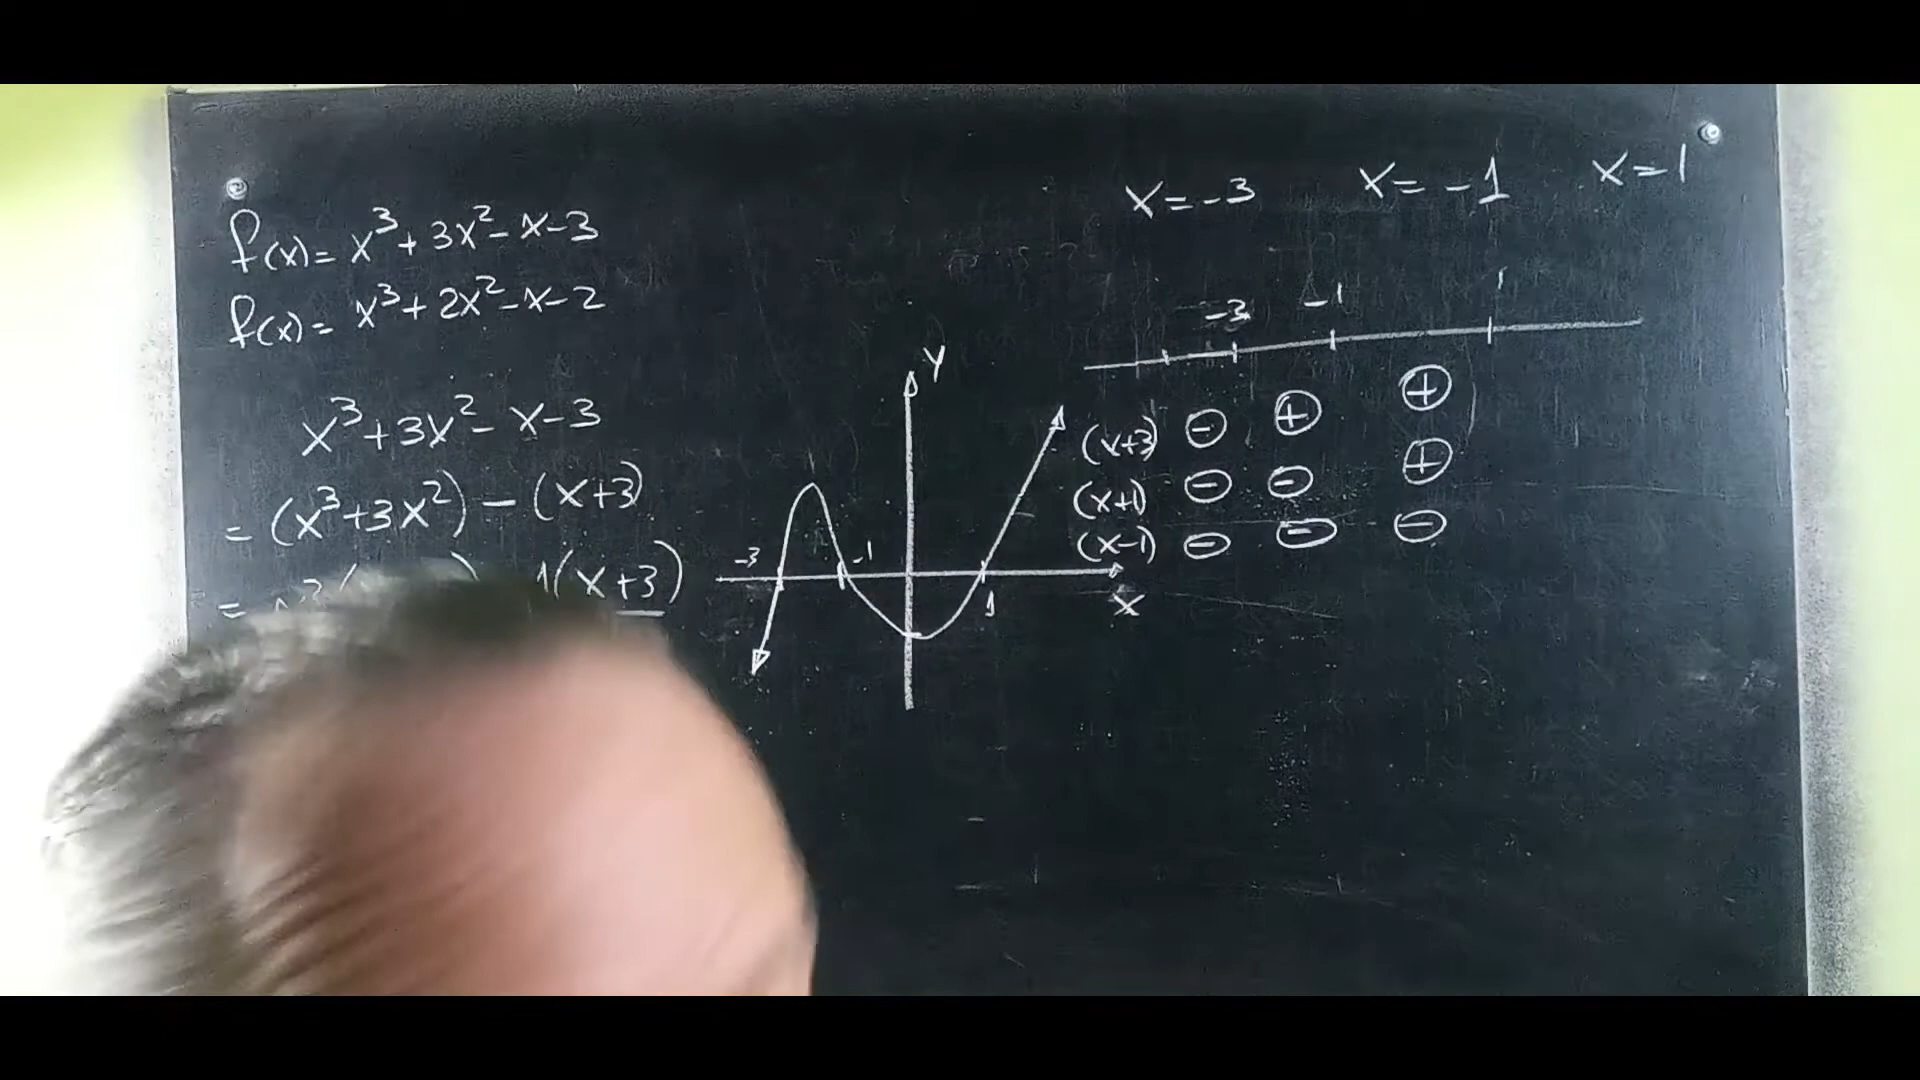 f(x)= x³+3x²-x-3
f(x)= x³+2x²-x-2
x³+3x²-x-3
= (x³+3x²)-(x+3)
= 1(x+3)
Y
-3 -1
1 X
x=-3 x=-1 x=1
-3 -1 1
(x+3) - + +
(x+1) - - +
(x-1) - - -